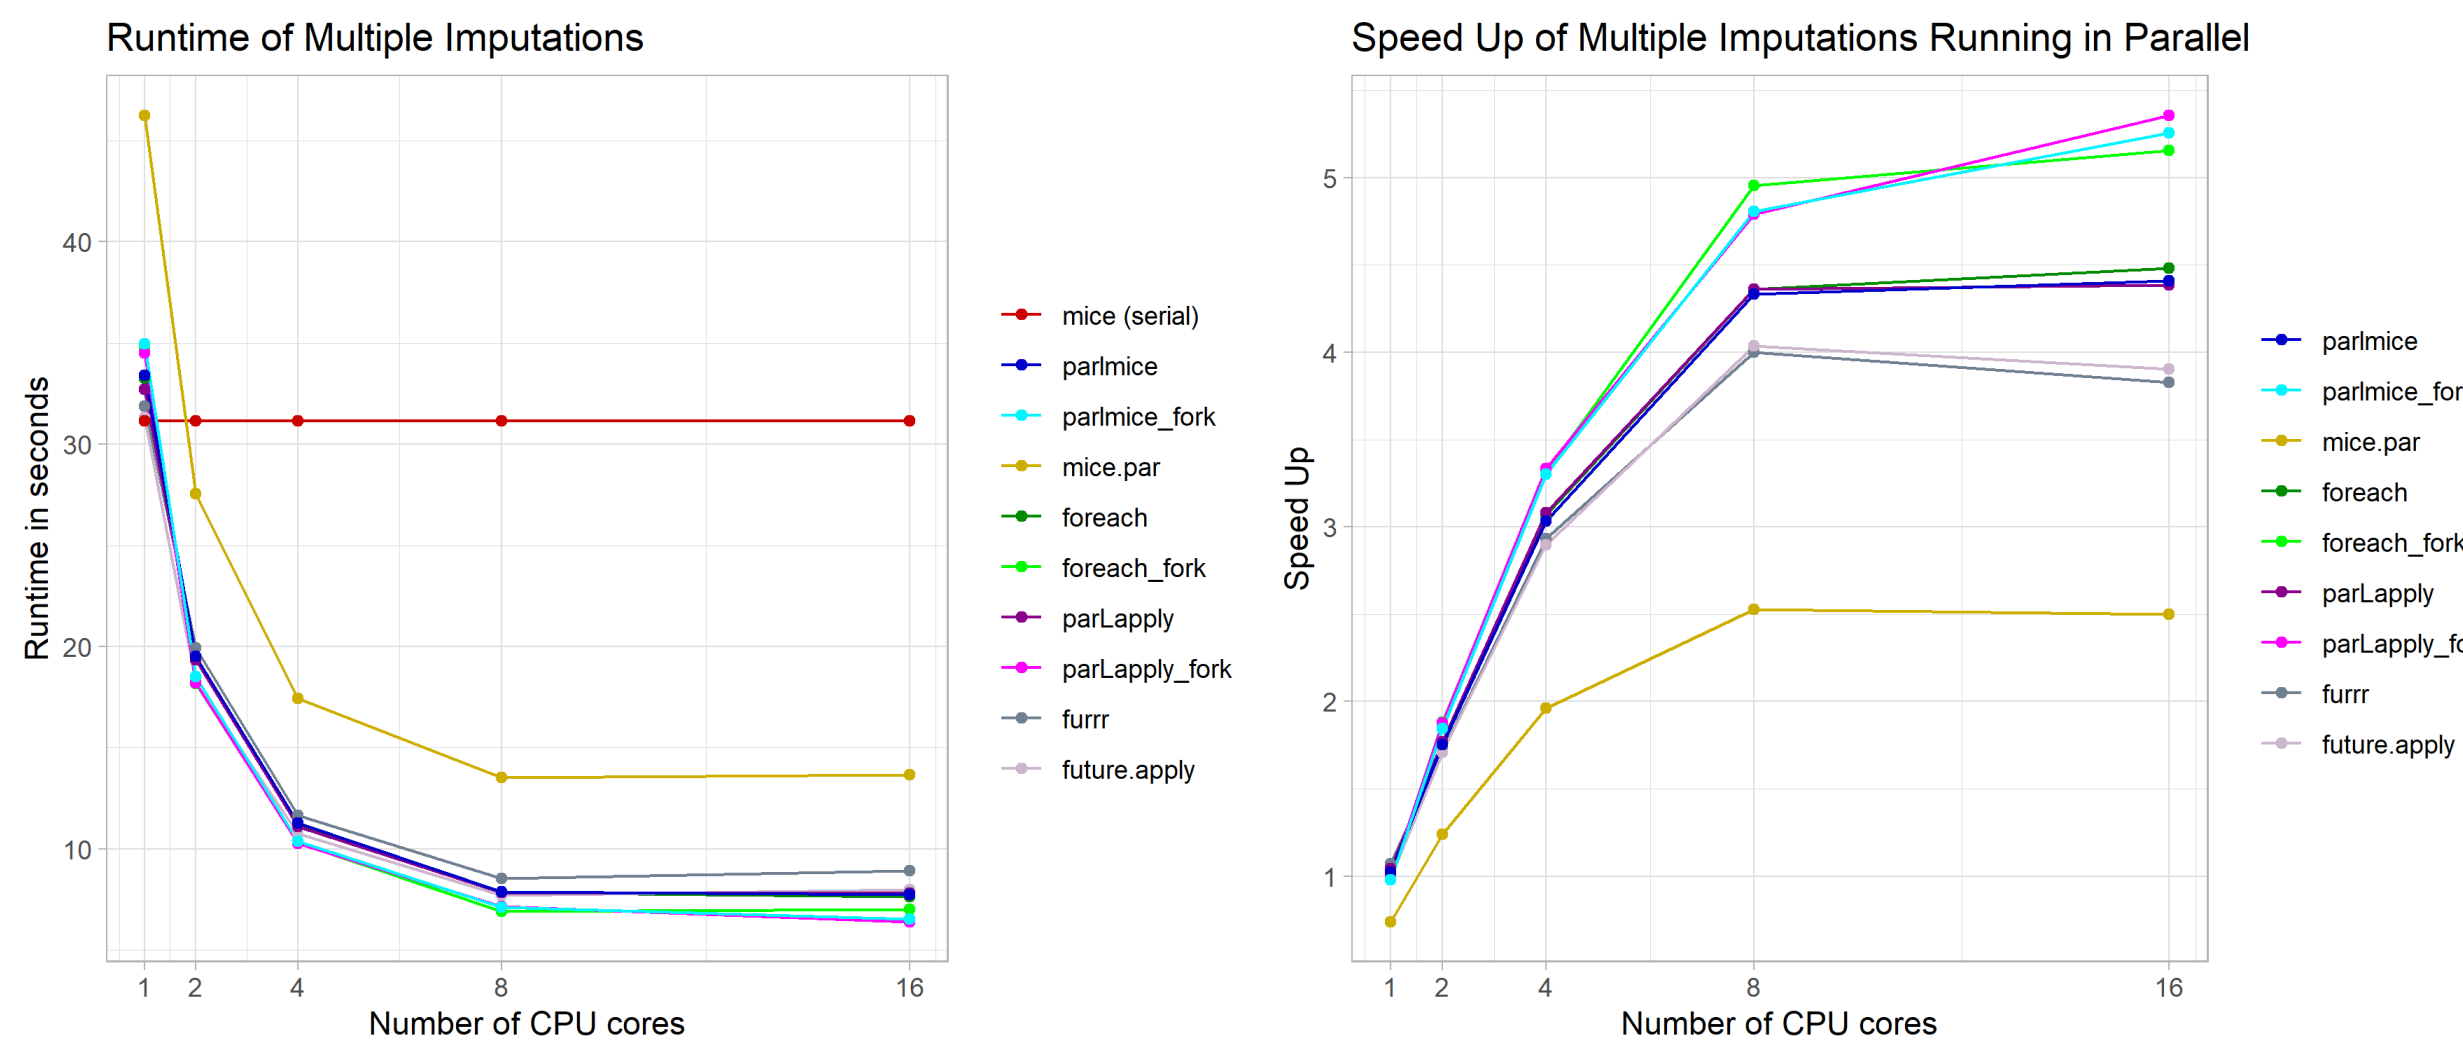 Runtime of Multiple Imputations
Runtime in seconds
40
30
20
10
1 2 4 8 16
Number of CPU cores
mice (serial)
parlmice
parlmice_fork
mice.par
foreach
foreach_fork
parLapply
parLapply_fork
furrr
future.apply
Speed Up of Multiple Imputations Running in Parallel
Speed Up
5
4
3
2
1
1 2 4 8 16
Number of CPU cores
parlmice
parlmice_for
mice.par
foreach
foreach_fork
parLapply
parLapply_fo
furrr
future.apply